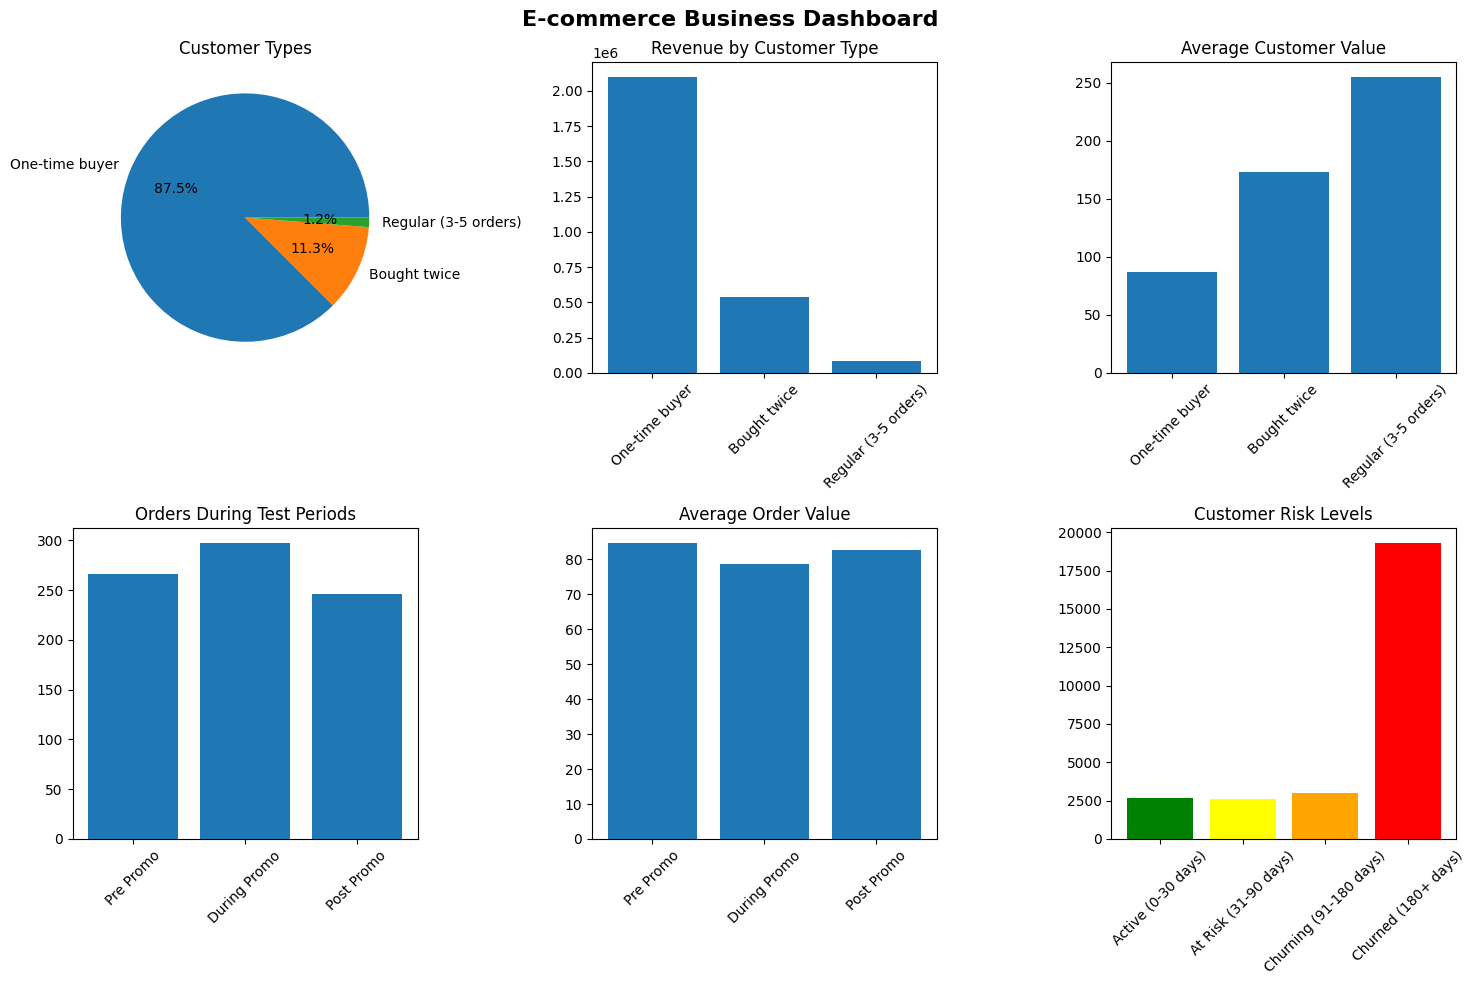 E-commerce Business Dashboard
Customer Types
One-time buyer
87.5%
1.2%
Regular (3-5 orders)
11.3%
Bought twice
Revenue by Customer Type
1e6
2.00
1.75
1.50
1.25
1.00
0.75
0.50
0.25
0.00
One-time buyer
Bought twice
Regular (3-5 orders)
Average Customer Value
250
200
150
100
50
0
One-time buyer
Bought twice
Regular (3-5 orders)
Orders During Test Periods
300
250
200
150
100
50
0
Pre Promo
During Promo
Post Promo
Average Order Value
80
70
60
50
40
30
20
10
0
Pre Promo
During Promo
Post Promo
Customer Risk Levels
20000
17500
15000
12500
10000
7500
5000
2500
0
Active (0-30 days)
At Risk (31-90 days)
Churning (91-180 days)
Churned (180+ days)